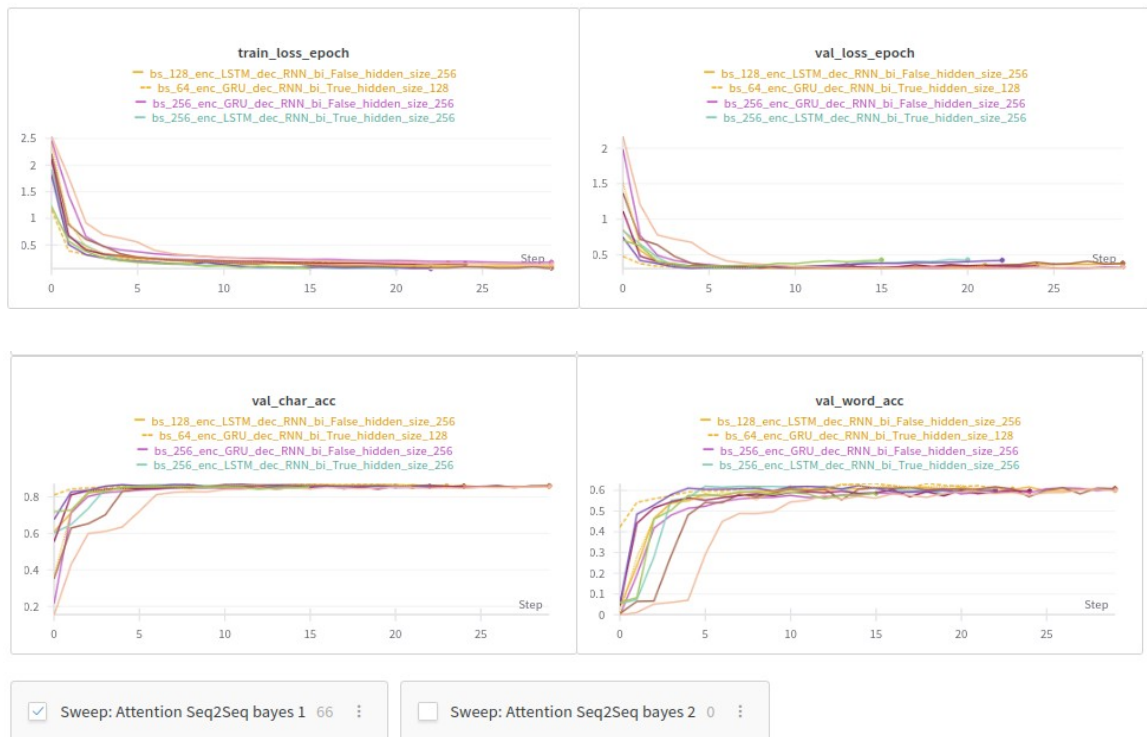 train_loss_epoch
bs_128_enc_LSTM_dec_RNN_bi_False_hidden_size_256
bs_64_enc_GRU_dec_RNN_bi_True_hidden_size_128
bs_256_enc_GRU_dec_RNN_bi_False_hidden_size_256
bs_256_enc_LSTM_dec_RNN_bi_True_hidden_size_256
2.5
2
1.5
1
0.5
Step
0 10 20 25
val_loss_epoch
bs_128_enc_LSTM_dec_RNN_bi_False_hidden_size_256
bs_64_enc_GRU_dec_RNN_bi_True_hidden_size_128
bs_256_enc_GRU_dec_RNN_bi_False_hidden_size_256
bs_256_enc_LSTM_dec_RNN_bi_True_hidden_size_256
2
1.5
1
0.5
Step
0 5 10 15 20 25
val_char_acc
bs_128_enc_LSTM_dec_RNN_bi_False_hidden_size_256
bs_64_enc_GRU_dec_RNN_bi_True_hidden_size_128
bs_256_enc_GRU_dec_RNN_bi_False_hidden_size_256
bs_256_enc_LSTM_dec_RNN_bi_True_hidden_size_256
0.8
0.6
0.4
0.2
Step
0 5 10 15 20 25
val_word_acc
bs_128_enc_LSTM_dec_RNN_bi_False_hidden_size_256
bs_64_enc_GRU_dec_RNN_bi_True_hidden_size_128
bs_256_enc_GRU_dec_RNN_bi_False_hidden_size_256
bs_256_enc_LSTM_dec_RNN_bi_True_hidden_size_256
0.6
0.5
0.4
0.3
0.2
0.1
0
Step
0 5 10 15 20 25
Sweep: Attention Seq2Seq bayes 1 66
Sweep: Attention Seq2Seq bayes 2 0